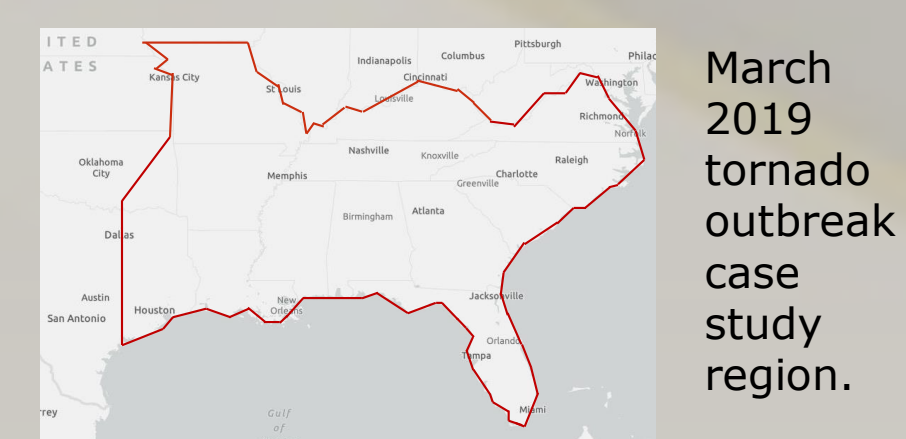 ITED
ATES
Pittsburgh
Columbus
Indianapolis
Philac
Cincinnati
Kansas City
St Louis
Washington
Louisville
Richmond
Norfolk
Nashville
Knoxville
Raleigh
Oklahoma
City
Memphis
Charlotte
Greenville
Birmingham
Atlanta
Dallas
Austin
Houston
New
Orleans
Jacksonville
San Antonio
Orlando
Tampa
rrey
Gulf
of
Miami
March
2019
tornado
outbreak
case
study
region.